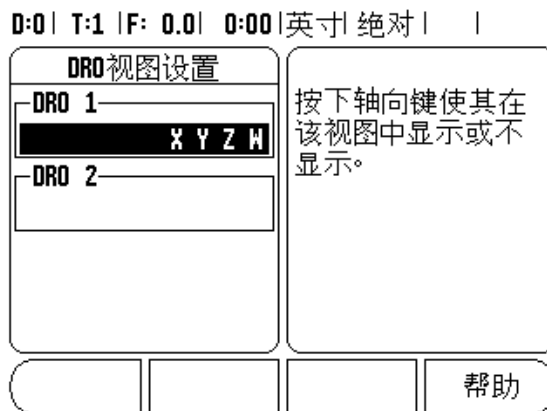 D:0| T:1 |F: 0.0| 0:00|英寸|绝对| |
DRO视图设置
DRO 1
X Y Z W
DRO 2
按下轴向键使其在
该视图中显示或不
显示。
帮助